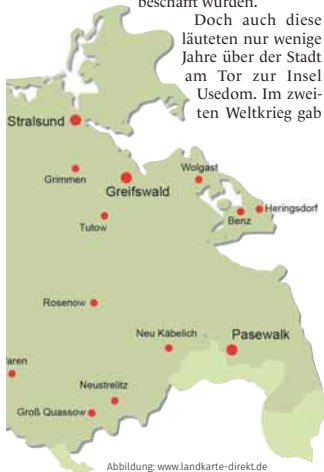 beschafft wurden.
Doch auch diese
läuteten nur wenige
Jahre über der Stadt
am Tor zur Insel
Usedom. Im zwei-
ten Weltkrieg gab
Stralsund
Grimmen
Greifswald
Wolgast
Heringsdorf
Benz
Tutow
Rosenow
Neu Käbelich
Pasewalk
aren
Neustrelitz
Groß Quassow
Abbildung: www.landkarte-direkt.de